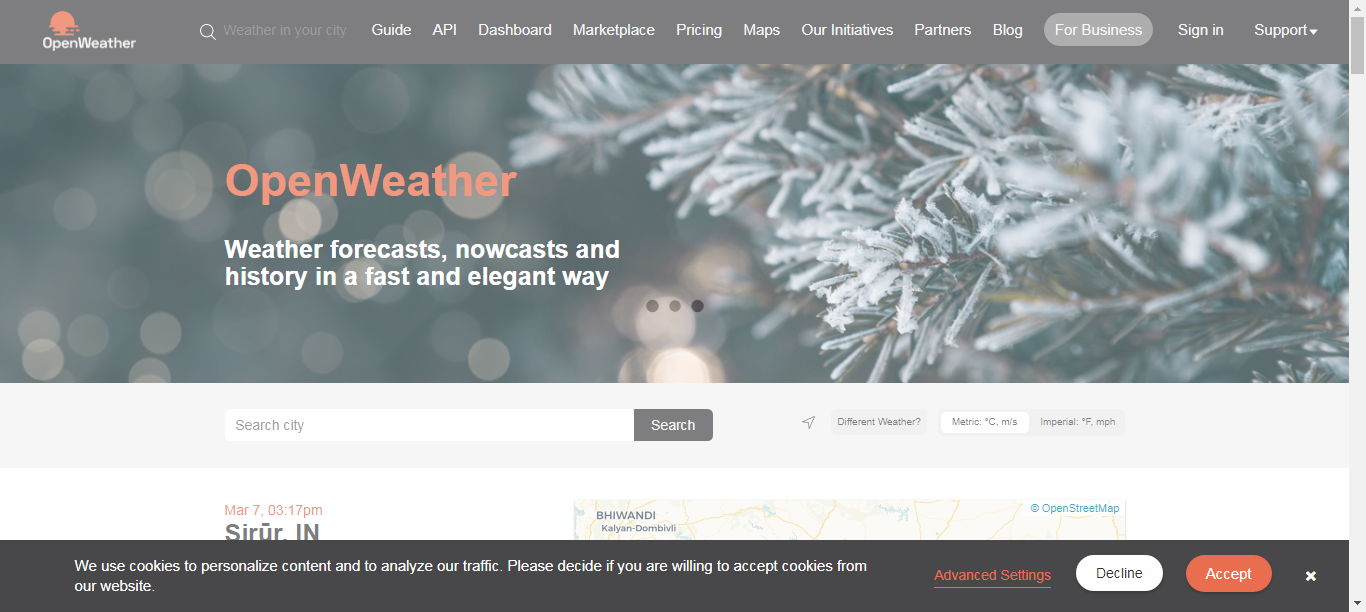 OpenWeather
Weather in your city
Guide
API
Dashboard
Marketplace
Pricing
Maps
Our Initiatives
Partners
Blog
For Business
Sign in
Support
OpenWeather
Weather forecasts, nowcasts and
history in a fast and elegant way
Search city
Search
Different Weather?
Metric: °C, m/s
Imperial: °F, mph
Mar 7, 03:17pm
Sirūr, IN
BHIWANDI
Kalyan-Dombivli
© OpenStreetMap
We use cookies to personalize content and to analyze our traffic. Please decide if you are willing to accept cookies from
our website.
Advanced Settings
Decline
Accept